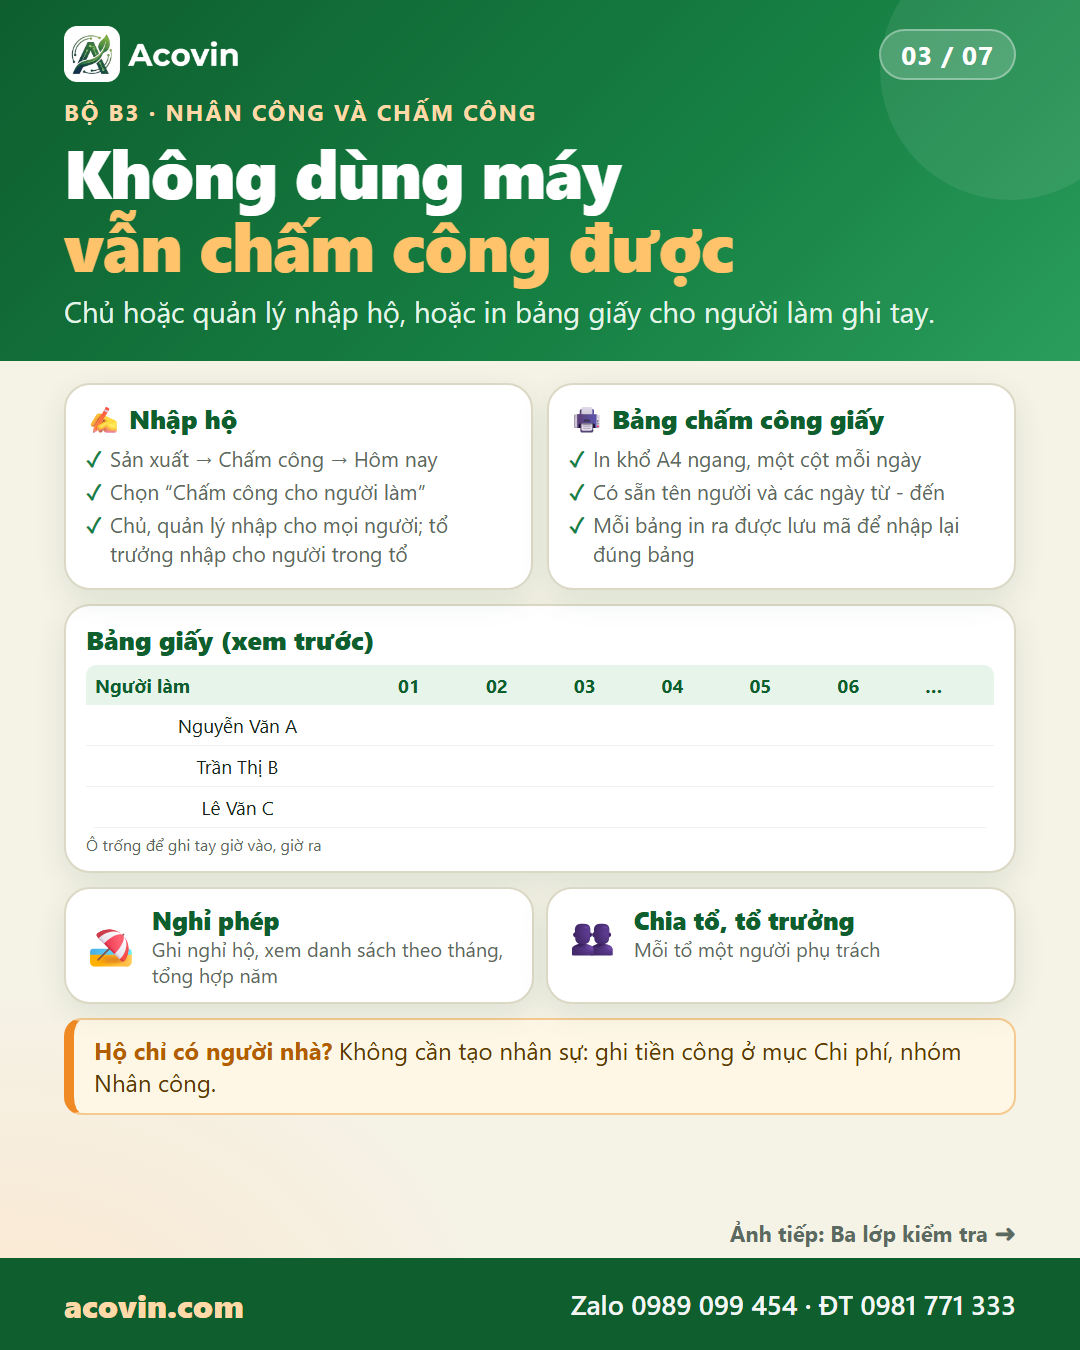 Acovin
03 / 07
BỘ B3 · NHÂN CÔNG VÀ CHẤM CÔNG
Không dùng máy
vẫn chấm công được
Chủ hoặc quản lý nhập hộ, hoặc in bảng giấy cho người làm ghi tay.
Nhập hộ
✓ Sản xuất → Chấm công → Hôm nay
✓ Chọn “Chấm công cho người làm”
✓ Chủ, quản lý nhập cho mọi người; tổ
trưởng nhập cho người trong tổ
Bảng chấm công giấy
✓ In khổ A4 ngang, một cột mỗi ngày
✓ Có sẵn tên người và các ngày từ - đến
✓ Mỗi bảng in ra được lưu mã để nhập lại
đúng bảng
Bảng giấy (xem trước)
Người làm 01 02 03 04 05 06 ...
Nguyễn Văn A
Trần Thị B
Lê Văn C
Ô trống để ghi tay giờ vào, giờ ra
Nghỉ phép
Ghi nghỉ hộ, xem danh sách theo tháng,
tổng hợp năm
Chia tổ, tổ trưởng
Mỗi tổ một người phụ trách
Hộ chỉ có người nhà? Không cần tạo nhân sự: ghi tiền công ở mục Chi phí, nhóm
Nhân công.
Ảnh tiếp: Ba lớp kiểm tra →
acovin.com
Zalo 0989 099 454 · ĐT 0981 771 333